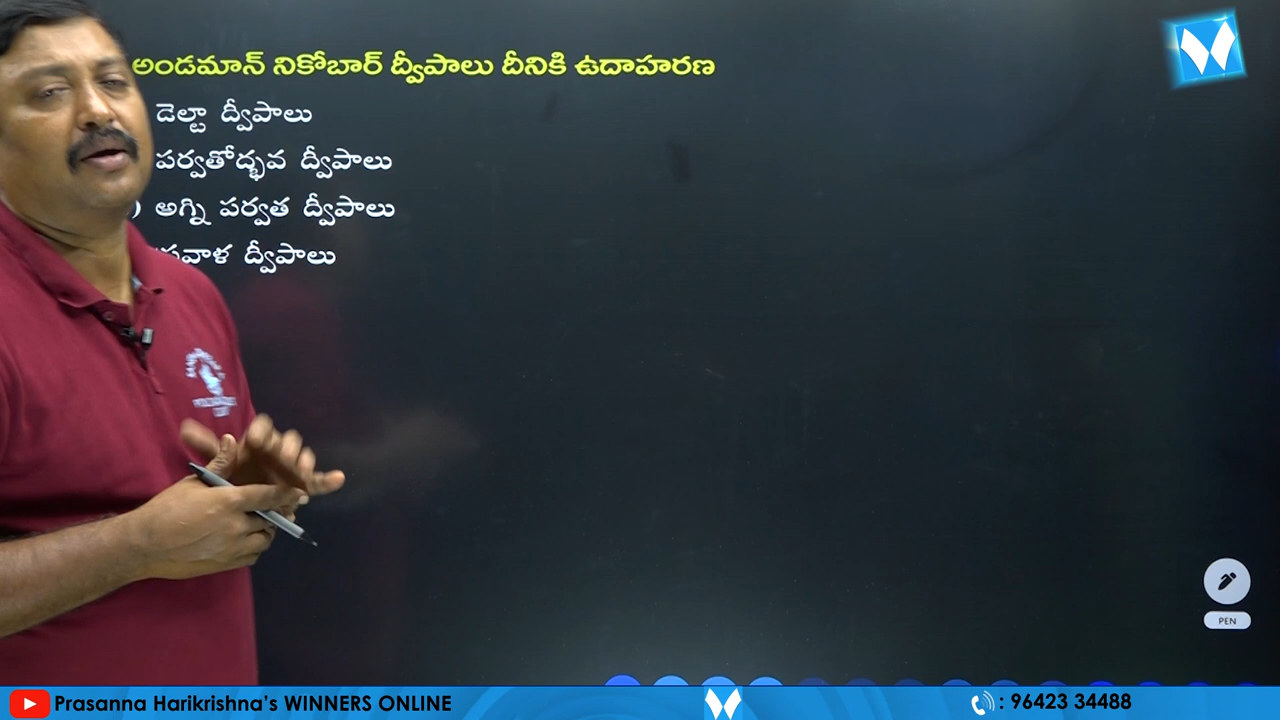 అండమాన్ నికోబార్ ద్వీపాలు దీనికి ఉదాహరణ
డెల్టా ద్వీపాలు
పర్వతోద్భవ ద్వీపాలు
) అగ్ని పర్వత ద్వీపాలు
ద్వీపాలు
PEN
Prasanna Harikrishna's WINNERS ONLINE
: 96423 34488